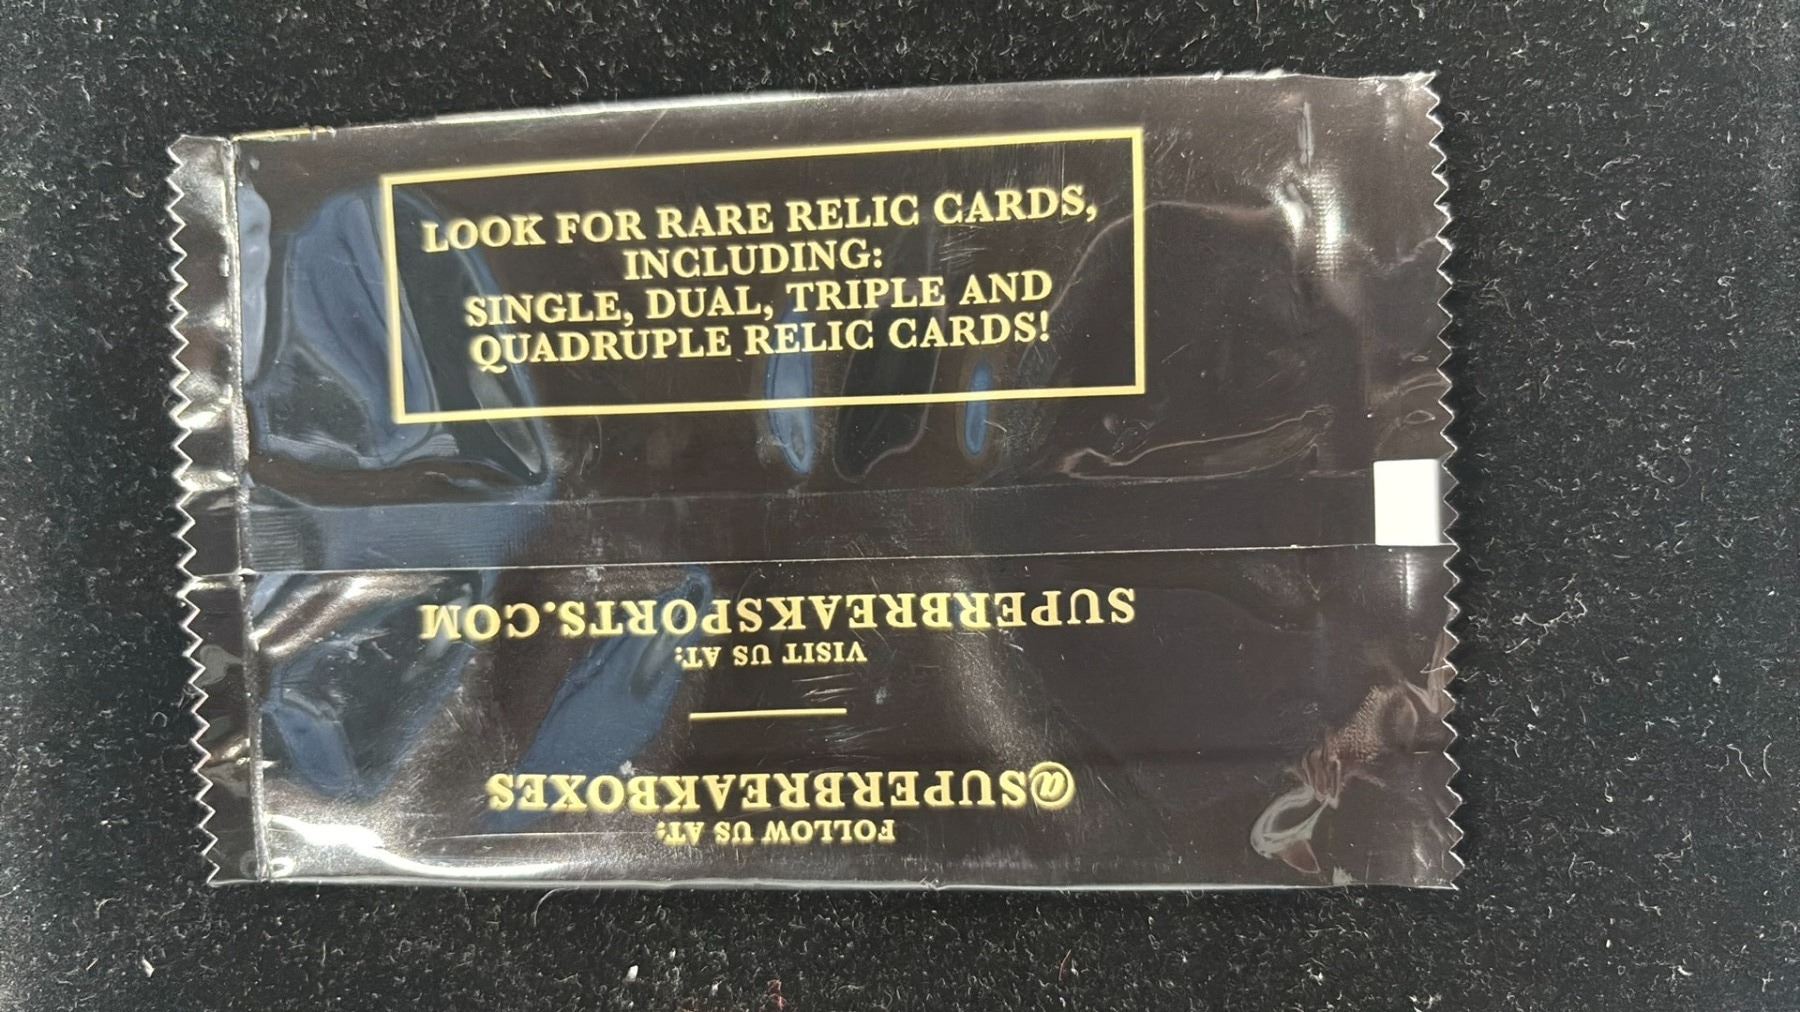 LOOK FOR RARE RELIC CARDS,
INCLUDING:
SINGLE, DUAL, TRIPLE AND
QUADRUPLE RELIC CARDS!
FOLLOW US AT:
@SUPERBREAKBOXES
VISIT US AT:
SUPERBREAKSPORTS.COM